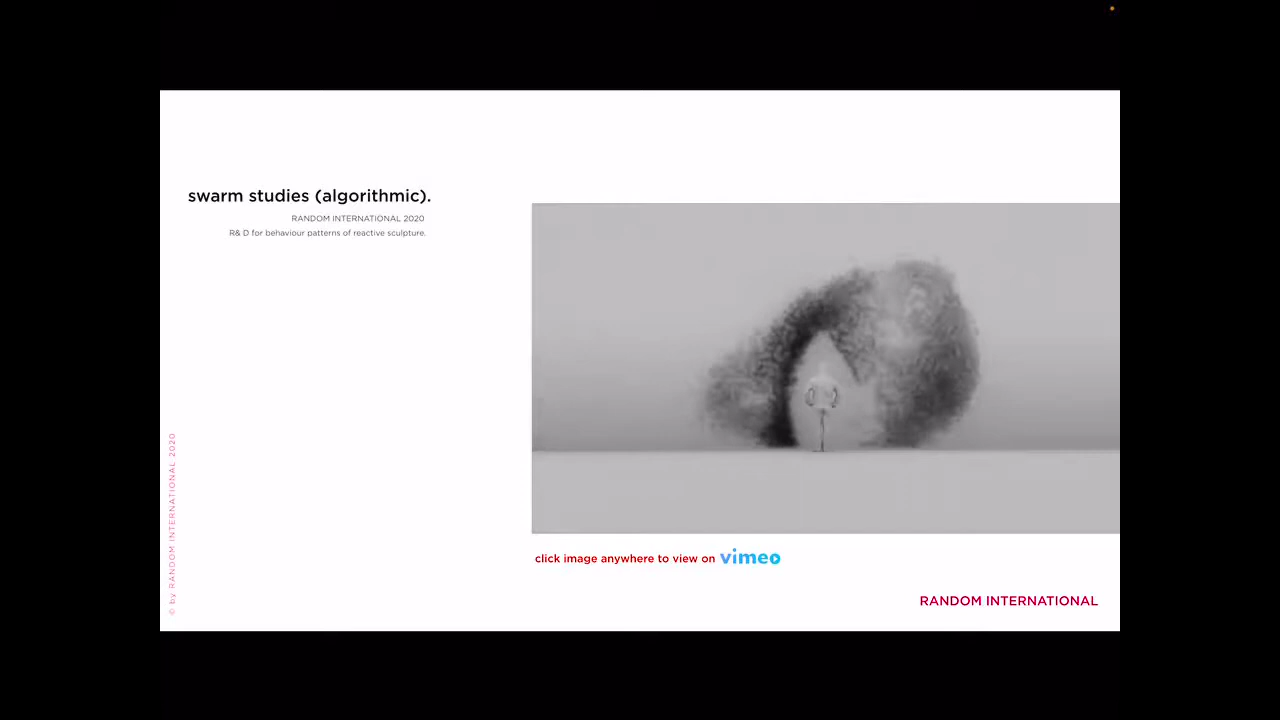 swarm studies (algorithmic).
RANDOM INTERNATIONAL 2020
R& D for behaviour patterns of reactive sculpture.
© by RANDOM INTERNATIONAL 2020
click image anywhere to view on vimeo
RANDOM INTERNATIONAL